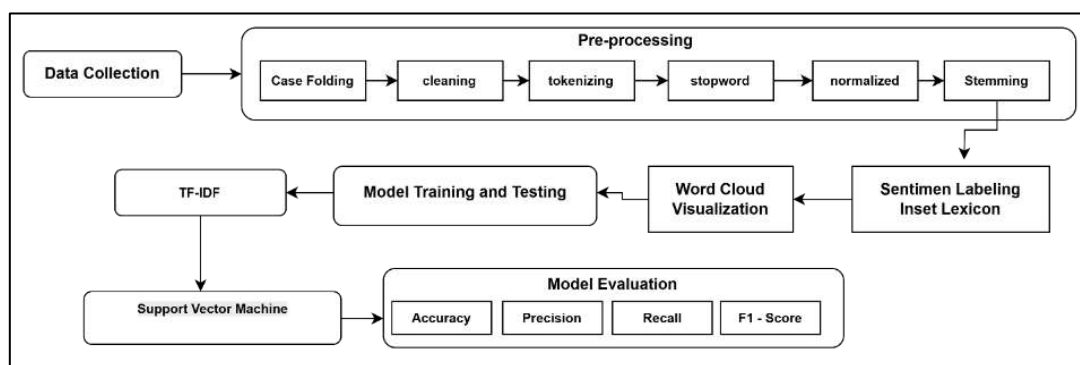 Pre-processing
Data Collection
Case Folding
cleaning
tokenizing
stopword
normalized
Stemming
Sentimen Labeling
Inset Lexicon
Word Cloud
Visualization
Model Training and Testing
TF-IDF
Support Vector Machine
Model Evaluation
Accuracy
Precision
Recall
F1 - Score